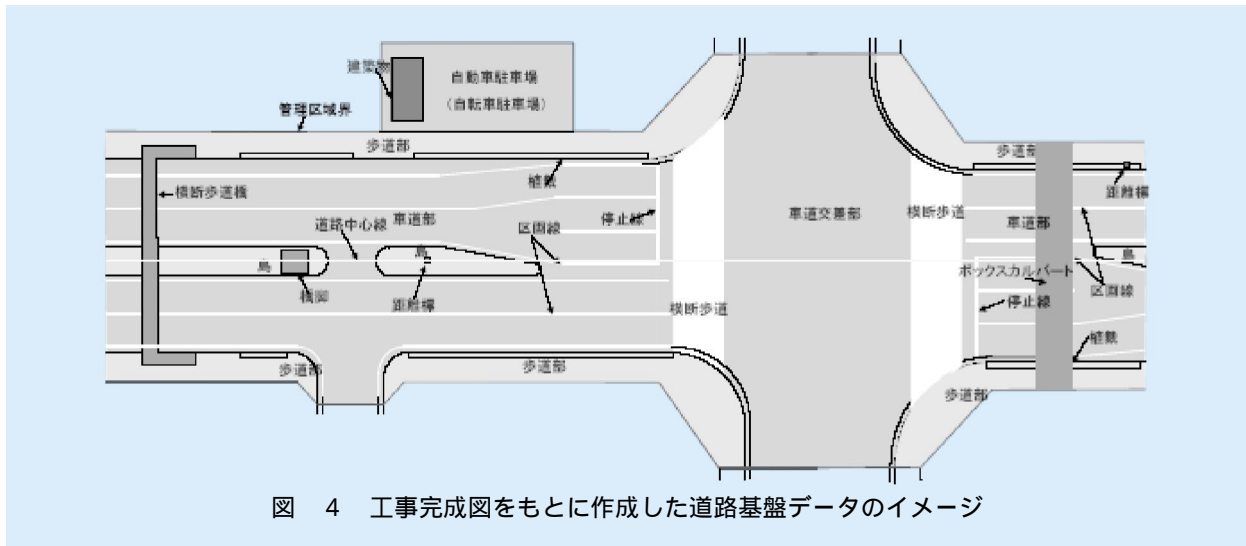 建築物
自動車駐車場
(自転車駐車場)
管理区域界
歩道部
歩道部
横断歩道橋
植栽
距離標
停止線
車道交差部
横断歩道
車道部
道路中心線
車道部
区画線
島
島
島
ボックスカルバート
橋脚
距離標
区画線
停止線
横断歩道
植栽
歩道部
歩道部
歩道部
図 4 工事完成図をもとに作成した道路基盤データのイメージ